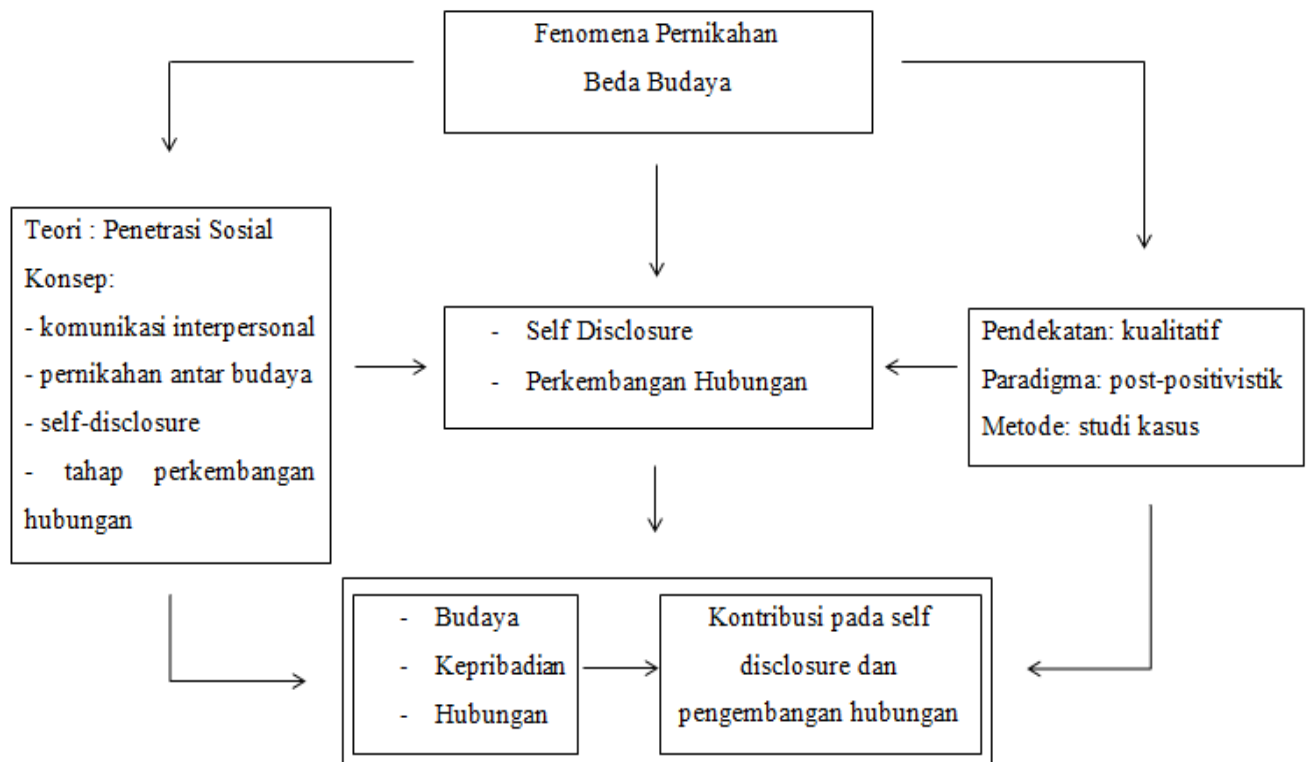 Fenomena Pernikahan
Beda Budaya
Teori : Penetrasi Sosial
Konsep:
- komunikasi interpersonal
- pernikahan antar budaya
- self-disclosure
- tahap perkembangan
hubungan
- Self Disclosure
- Perkembangan Hubungan
Pendekatan: kualitatif
Paradigma: post-positivistik
Metode: studi kasus
- Budaya
- Kepribadian
- Hubungan
Kontribusi pada self
disclosure dan
pengembangan hubungan